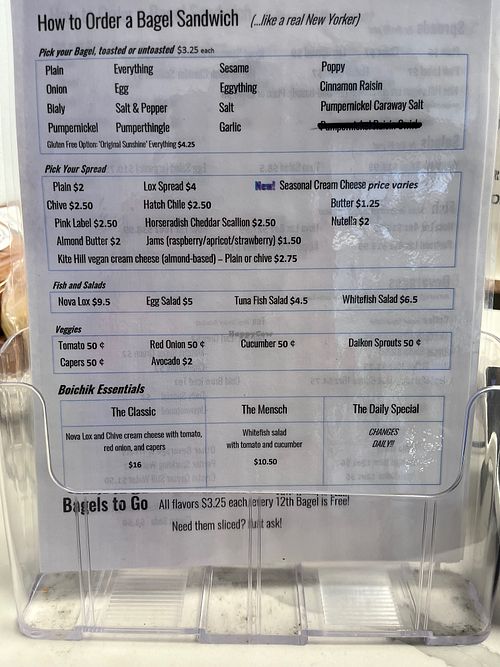 How to Order a Bagel Sandwich (...like a real New Yorker)
Pick your Bagel, toasted or untoasted $3.25 each
Plain Everything Sesame Poppy
Onion Egg Eggything Cinnamon Raisin
Bialy Salt & Pepper Salt Pumpernickel Caraway Salt
Pumpernickel Pumperthingle Garlic
Gluten Free Option: 'Original Sunshine' Everything $4.25
Pick Your Spread
Plain $2 Lox Spread $4 New! Seasonal Cream Cheese price varies
Chive $2.50 Hatch Chile $2.50 Butter $1.25
Pink Label $2.50 Horseradish Cheddar Scallion $2.50 Nutella $2
Almond Butter $2 Jams (raspberry/apricot/strawberry) $1.50
Kite Hill vegan cream cheese (almond-based) – Plain or chive $2.75
Fish and Salads
Nova Lox $9.5 Egg Salad $5 Tuna Fish Salad $4.5 Whitefish Salad $6.5
HappyCow
Veggies
Tomato 50 ¢ Red Onion 50 ¢ Cucumber 50 ¢ Daikon Sprouts 50 ¢
Capers 50 ¢ Avocado $2
Boichik Essentials
The Classic The Mensch The Daily Special
Nova Lox and Chive cream cheese with tomato, Whitefish salad CHANGES
red onion, and capers with tomato and cucumber DAILY!!
$16 $10.50
Bagels to Go All flavors $3.25 each, every 12th Bagel is Free!
Need them sliced? Just ask!